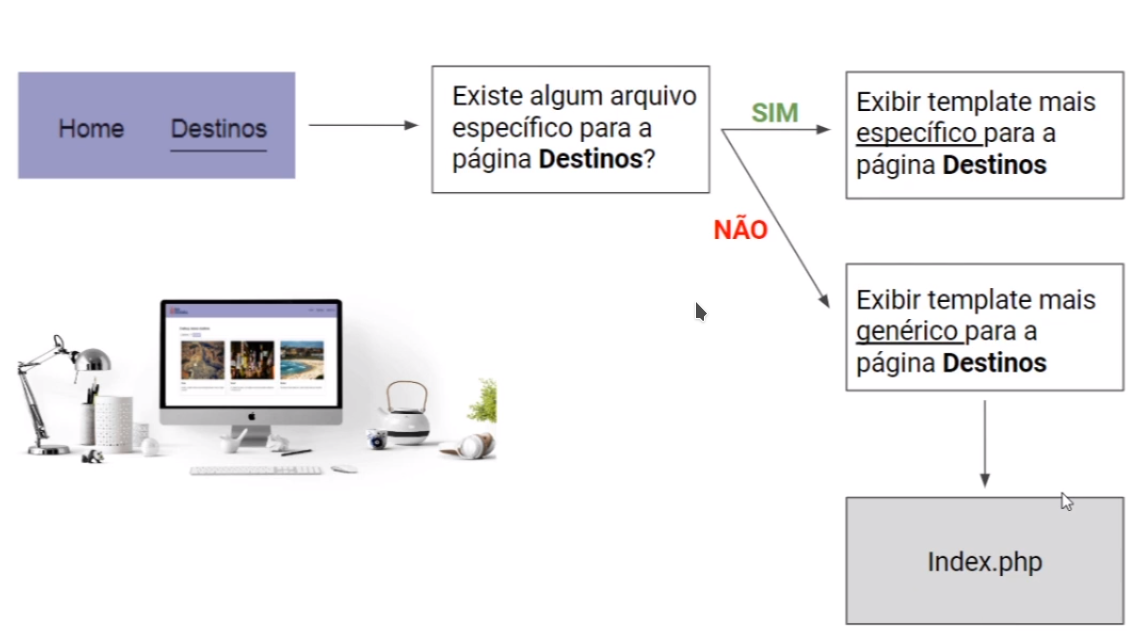 Home Destinos
Existe algum arquivo
específico para a
página Destinos?
SIM
Exibir template mais
específico para a
página Destinos
NÃO
Exibir template mais
genérico para a
página Destinos
Index.php